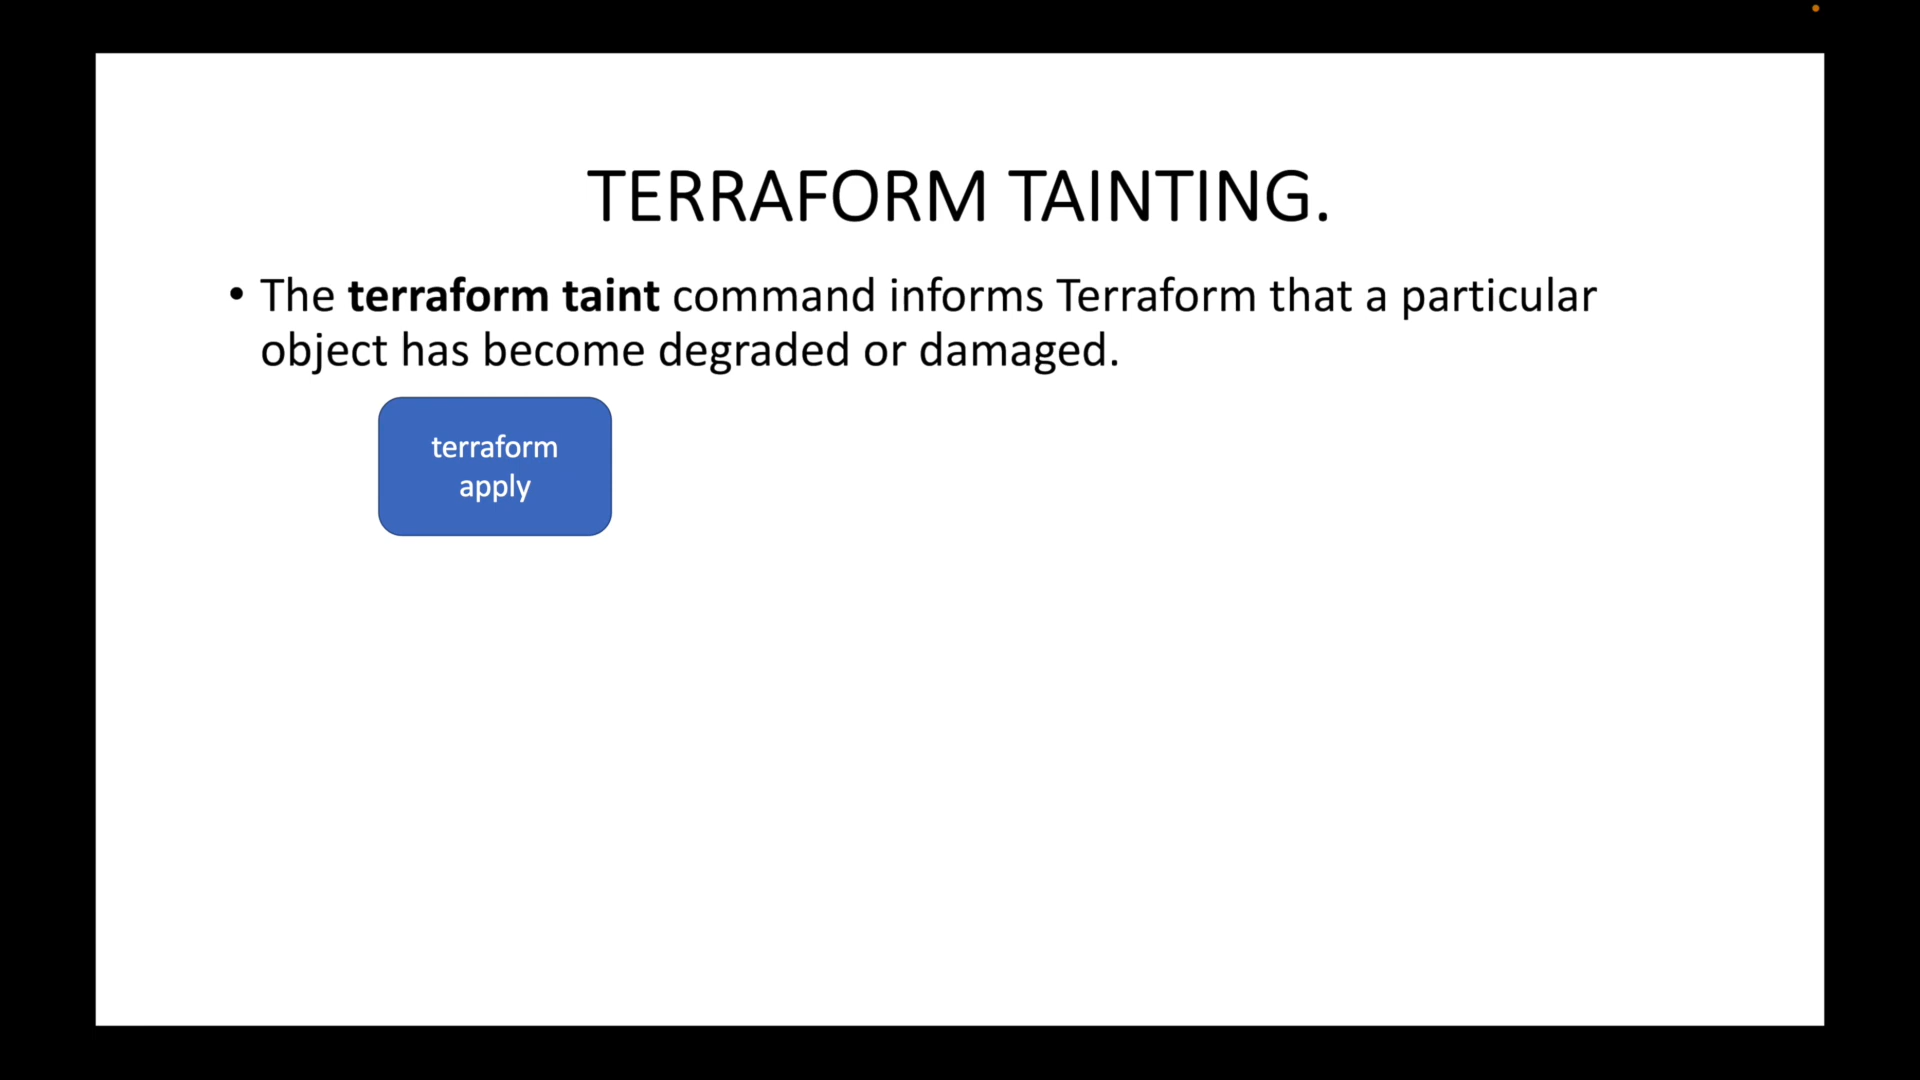 TERRAFORM TAINTING.
• The terraform taint command informs Terraform that a particular
object has become degraded or damaged.
terraform
apply